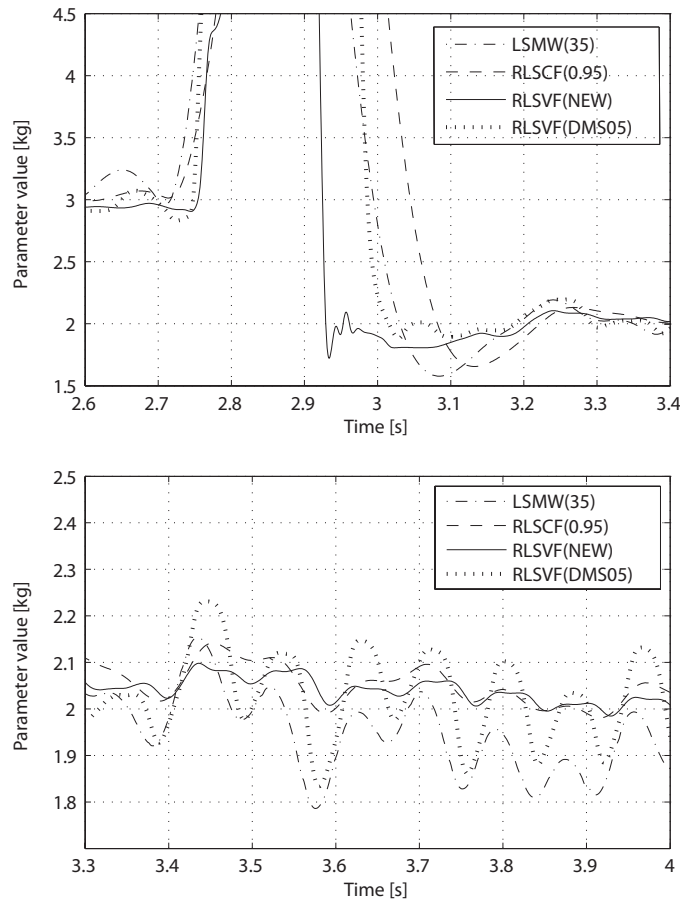 4.5
4
3.5
3
2.5
2
1.5
Parameter value [kg]
LSMW(35)
RLSCF(0.95)
RLSVF(NEW)
RLSVF(DMS05)
2.6 2.7 2.8 2.9 3 3.1 3.2 3.3 3.4
Time [s]
2.5
2.4
2.3
2.2
2.1
2
1.9
1.8
Parameter value [kg]
LSMW(35)
RLSCF(0.95)
RLSVF(NEW)
RLSVF(DMS05)
3.3 3.4 3.5 3.6 3.7 3.8 3.9 4
Time [s]